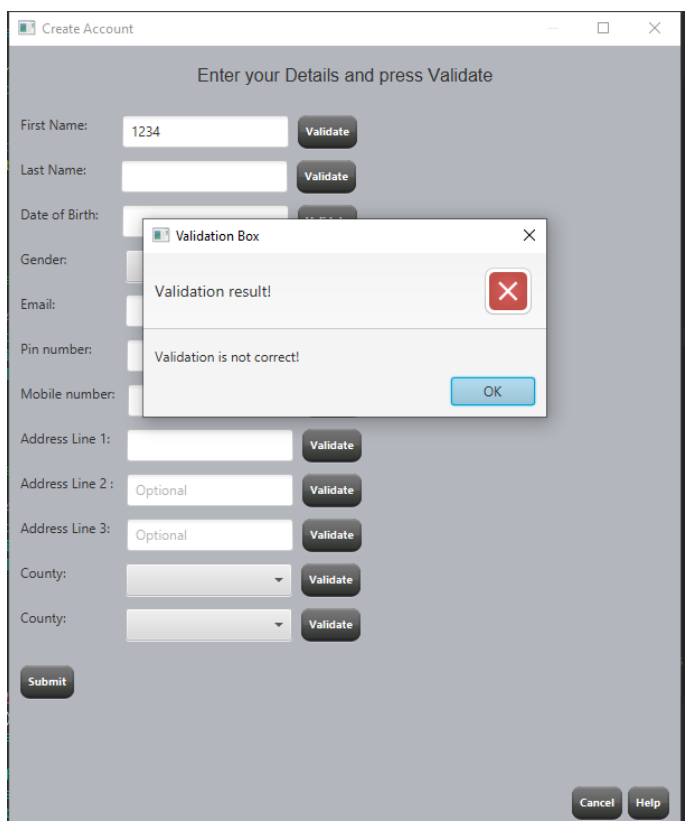 Create Account
Enter your Details and press Validate
First Name: 1234 Validate
Last Name: Validate
Date of Birth:
Validation Box
Gender:
Validation result!
Email:
Pin number:
Validation is not correct!
Mobile number:
OK
Address Line 1: Validate
Address Line 2 : Optional Validate
Address Line 3: Optional Validate
County: Validate
County: Validate
Submit
Cancel Help